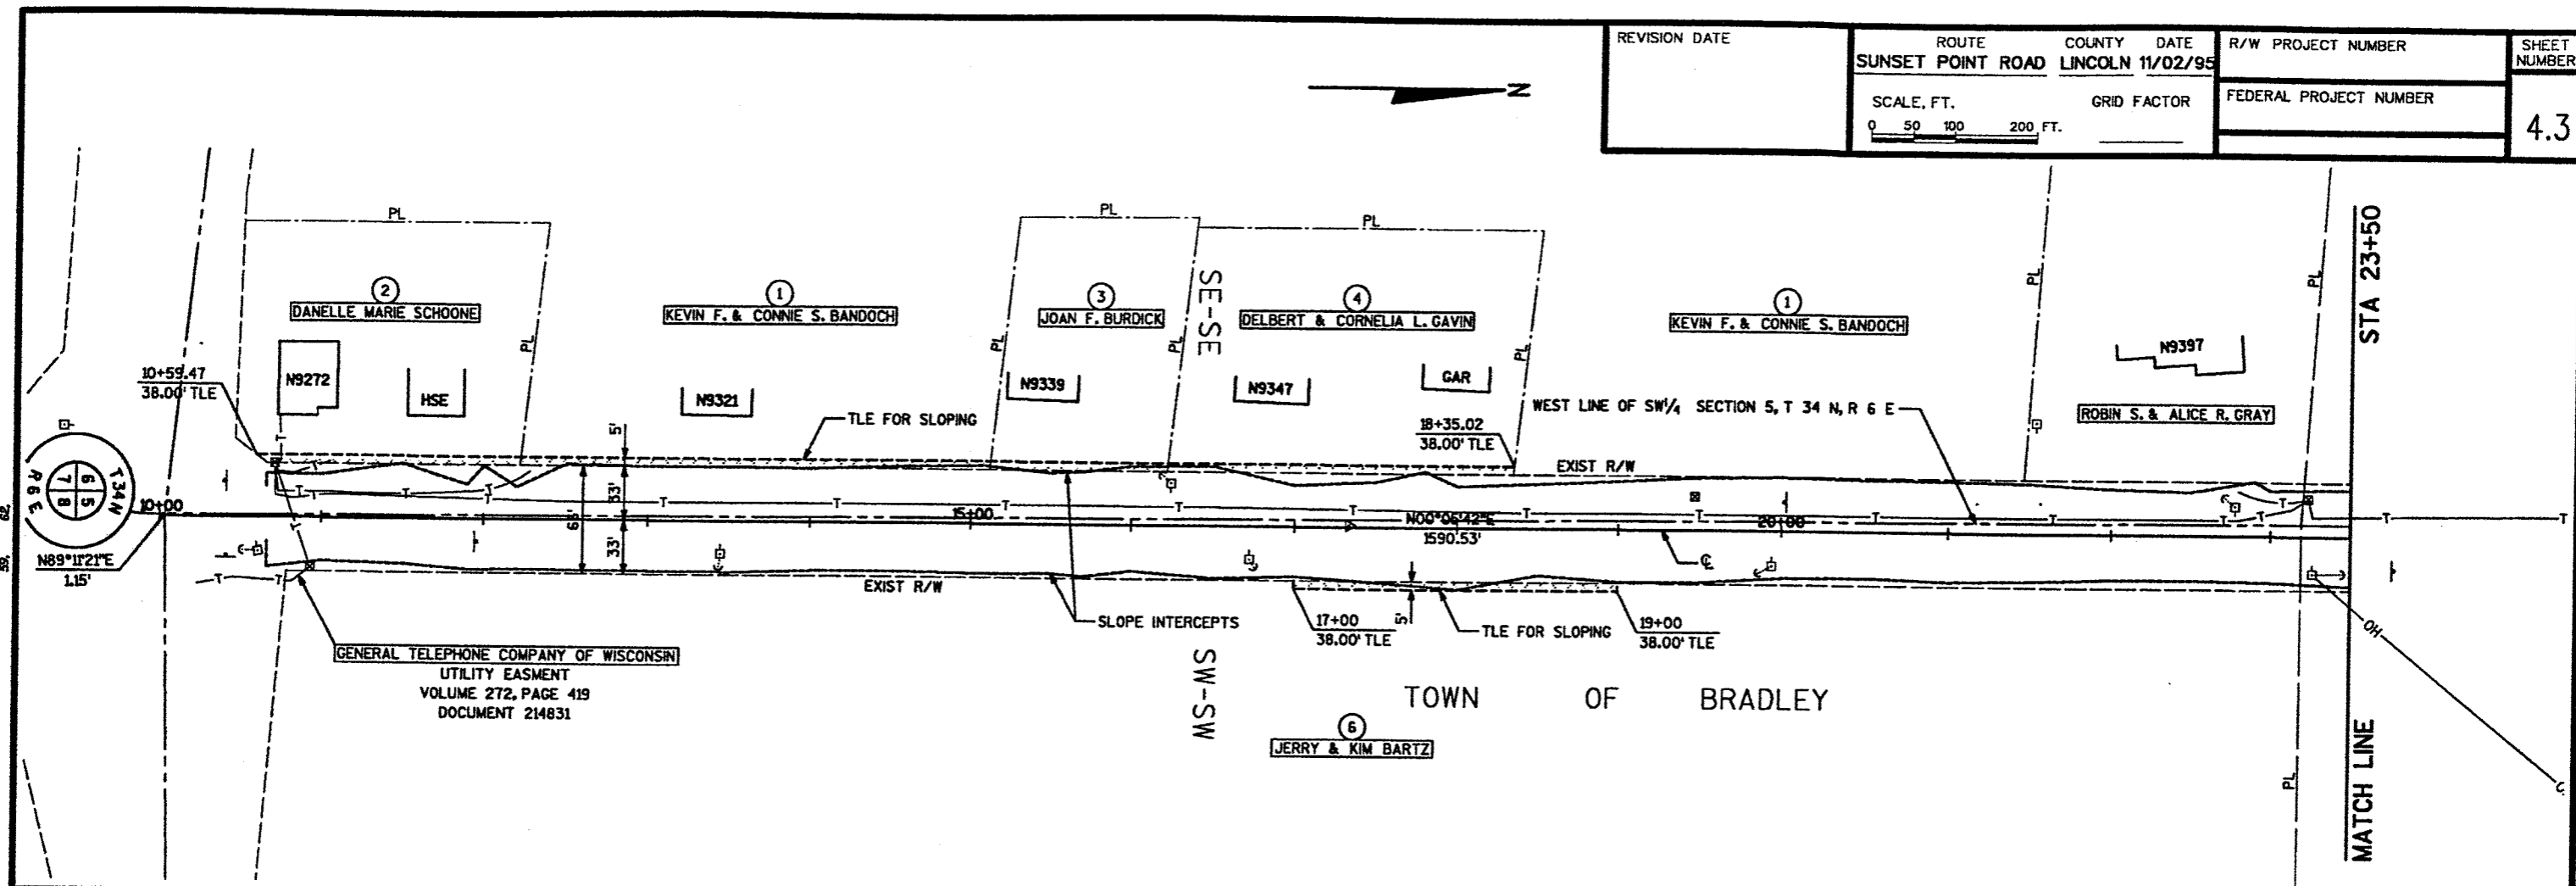 REVISION DATE
ROUTE COUNTY DATE
SUNSET POINT ROAD LINCOLN 11/02/95
SCALE, FT. GRID FACTOR
0 50 100 200 FT.
R/W PROJECT NUMBER
FEDERAL PROJECT NUMBER
SHEET
NUMBER
4.3
N
PL
PL
PL
2
DANELLE MARIE SCHOONE
1
KEVIN F. & CONNIE S. BANDOCH
3
JOAN F. BURDICK
SE-SE
4
DELBERT & CORNELIA L. GAVIN
1
KEVIN F. & CONNIE S. BANDOCH
PL
PL
PL
PL
PL
PL
STA 23+50
N9272
HSE
N9321
N9339
N9347
GAR
N9397
ROBIN S. & ALICE R. GRAY
10+59.47
38.00' TLE
TLE FOR SLOPING
18+35.02
38.00' TLE
WEST LINE OF SW1/4 SECTION 5, T 34 N, R 6 E
EXIST R/W
5'
33'
66'
33'
T34N
R6E
6 5
7 8
10+00
15+00
20+00
N00°06'42"E
1590.53'
N89°11'21"E
1.15'
T T T T T T T T T T T T T T
EXIST R/W
SLOPE INTERCEPTS
17+00
38.00' TLE
5'
TLE FOR SLOPING
19+00
38.00' TLE
OH
GENERAL TELEPHONE COMPANY OF WISCONSIN
UTILITY EASMENT
VOLUME 272, PAGE 419
DOCUMENT 214831
SW-SW
TOWN OF BRADLEY
6
JERRY & KIM BARTZ
PL
MATCH LINE